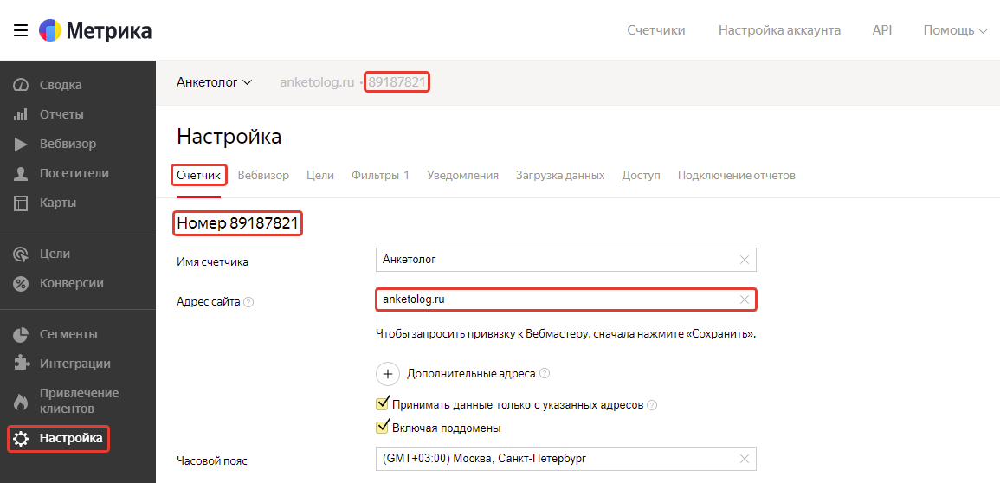 Метрика
Счетчики
Настройка аккаунта
API
Помощь
Сводка
Отчеты
Вебвизор
Посетители
Карты
Цели
Конверсии
Сегменты
Интеграции
Привлечение
клиентов
Настройка
Анкетолог
anketolog.ru • 89187821
Настройка
Счетчик
Вебвизор
Цели
Фильтры 1
Уведомления
Загрузка данных
Доступ
Подключение отчетов
Номер 89187821
Имя счетчика
Анкетолог
Адрес сайта ?
anketolog.ru
Чтобы запросить привязку к Вебмастеру, сначала нажмите «Сохранить».
+ Дополнительные адреса ?
Принимать данные только с указанных адресов ?
Включая поддомены
Часовой пояс
(GMT+03:00) Москва, Санкт-Петербург